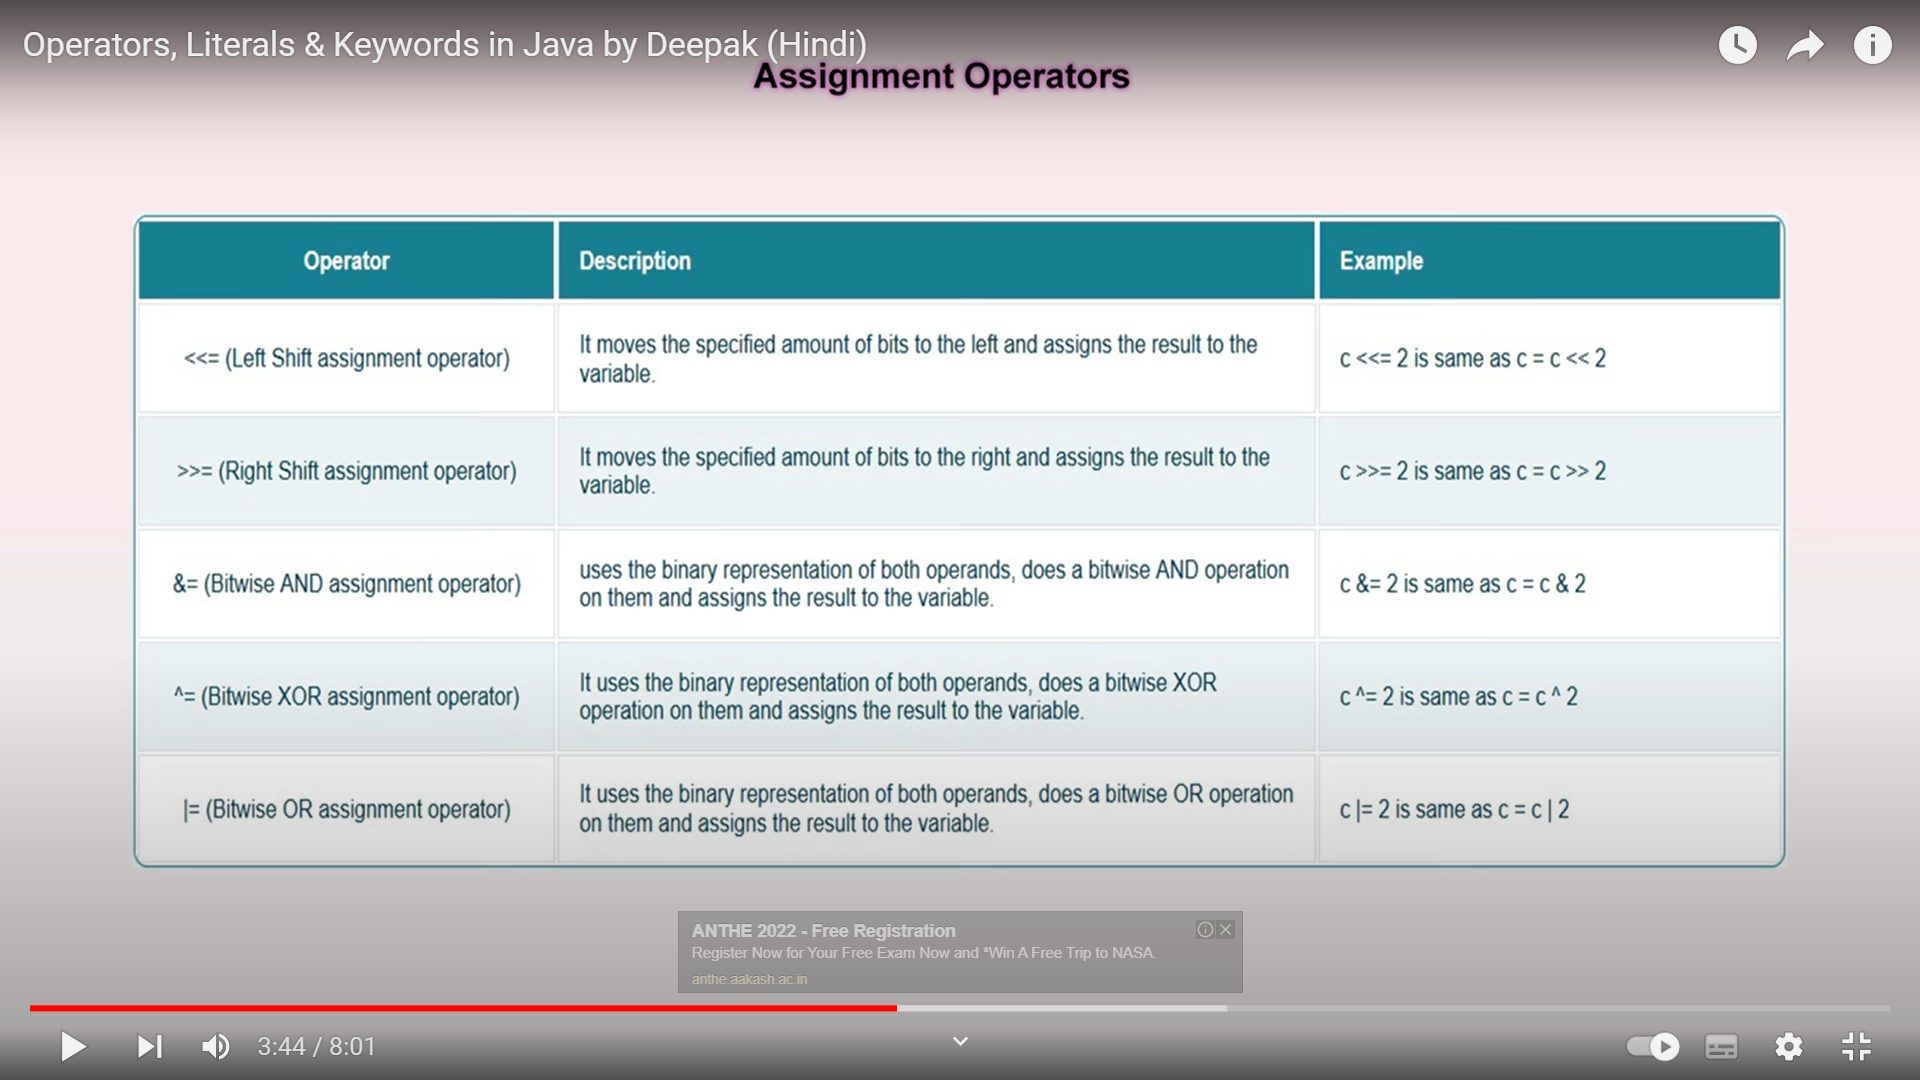 Operators, Literals & Keywords in Java by Deepak (Hindi)
Assignment Operators
Operator
Description
Example
<<= (Left Shift assignment operator)
It moves the specified amount of bits to the left and assigns the result to the
variable.
c <<= 2 is same as c = c << 2
>>= (Right Shift assignment operator)
It moves the specified amount of bits to the right and assigns the result to the
variable.
c >>= 2 is same as c = c >> 2
&= (Bitwise AND assignment operator)
uses the binary representation of both operands, does a bitwise AND operation
on them and assigns the result to the variable.
c &= 2 is same as c = c & 2
^= (Bitwise XOR assignment operator)
It uses the binary representation of both operands, does a bitwise XOR
operation on them and assigns the result to the variable.
c ^= 2 is same as c = c ^ 2
|= (Bitwise OR assignment operator)
It uses the binary representation of both operands, does a bitwise OR operation
on them and assigns the result to the variable.
c |= 2 is same as c = c | 2
ANTHE 2022 - Free Registration
Register Now for Your Free Exam Now and *Win A Free Trip to NASA.
anthe.aakash.ac.in
3:44 / 8:01